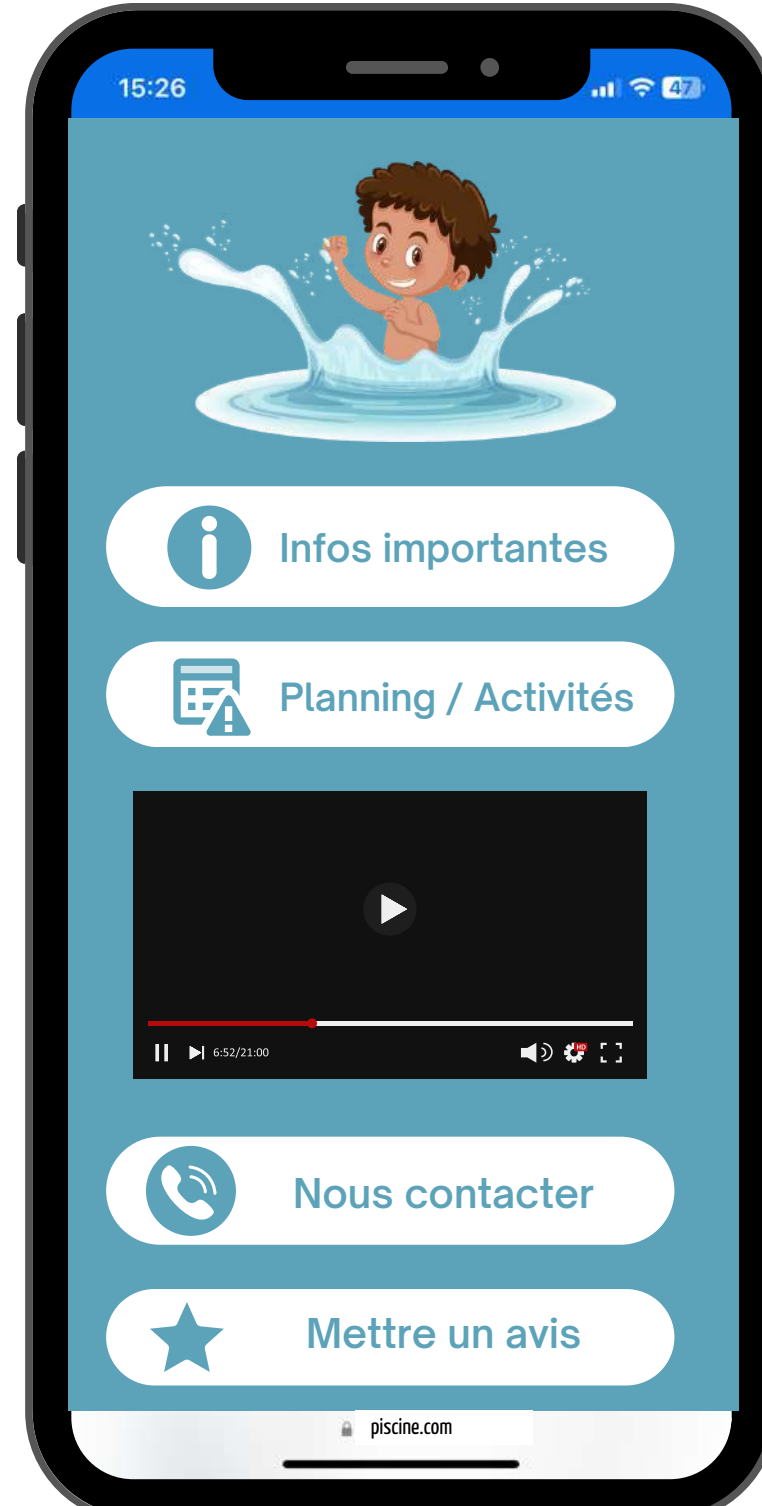 15:26
47
Infos importantes
Planning / Activités
6:52/21:00
HD
Nous contacter
Mettre un avis
piscine.com